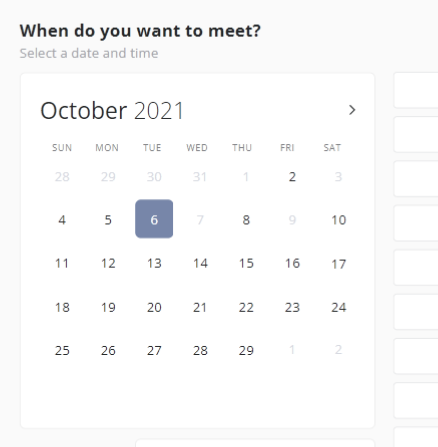 When do you want to meet?
Select a date and time
October 2021
SUN MON TUE WED THU FRI SAT
28 29 30 31 1 2 3
4 5 6 7 8 9 10
11 12 13 14 15 16 17
18 19 20 21 22 23 24
25 26 27 28 29 1 2